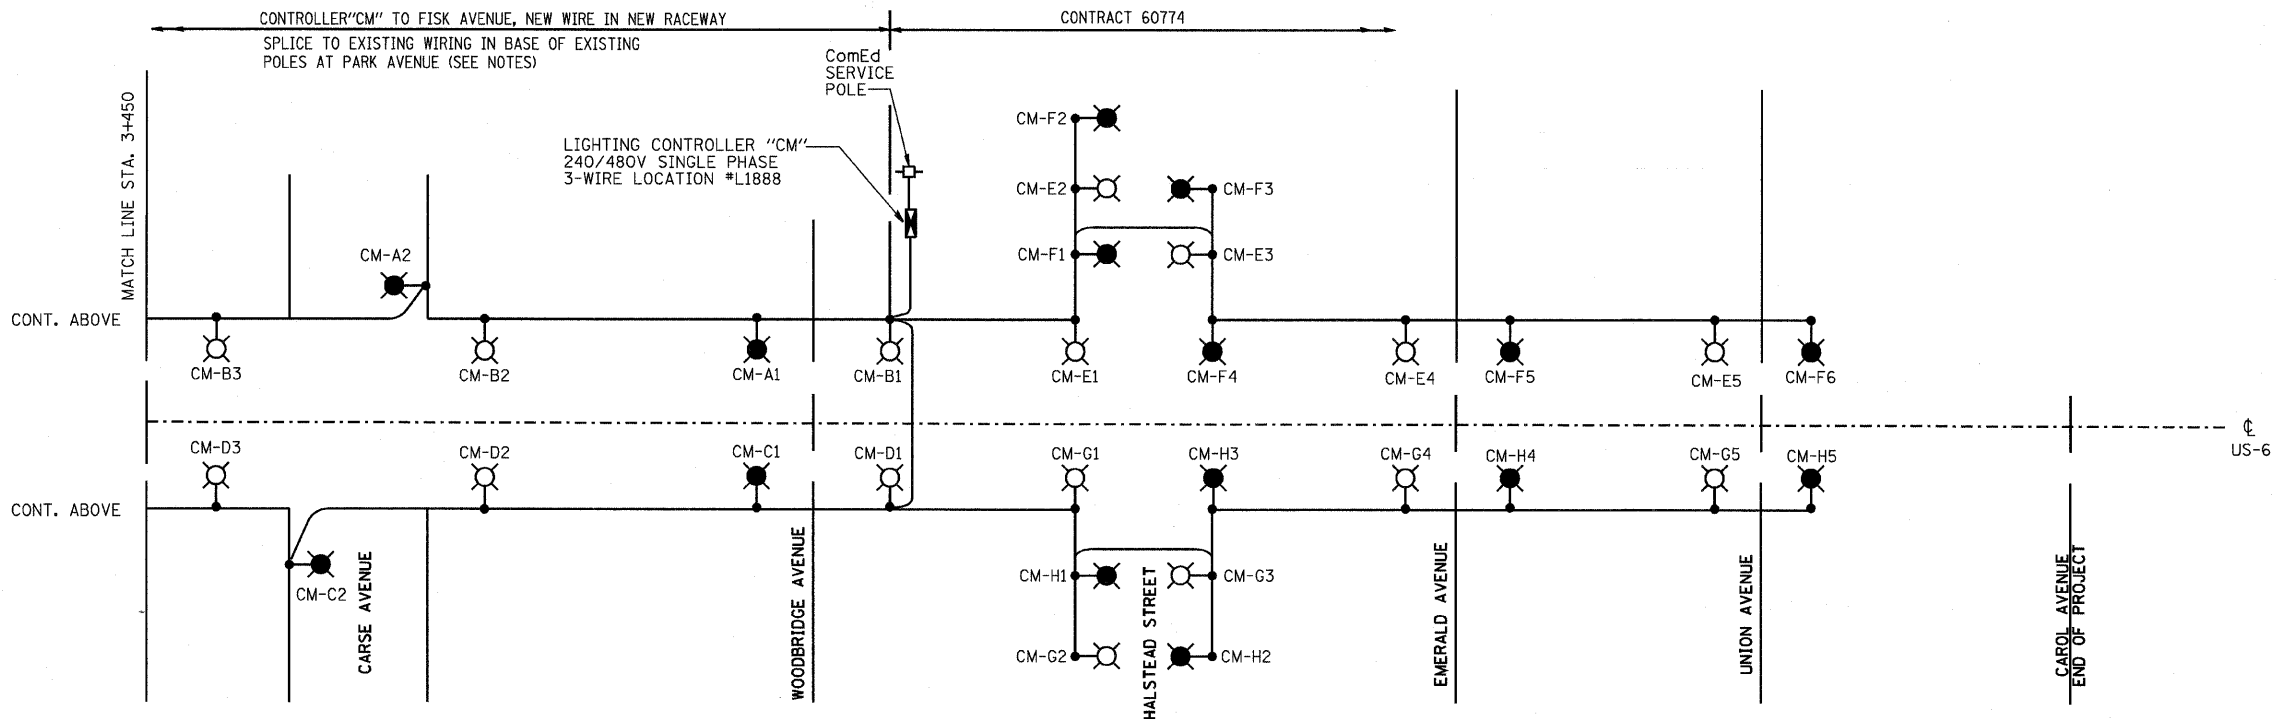 CONTROLLER"CM" TO FISK AVENUE, NEW WIRE IN NEW RACEWAY
CONTRACT 60774
SPLICE TO EXISTING WIRING IN BASE OF EXISTING
POLES AT PARK AVENUE (SEE NOTES)
ComEd
SERVICE
POLE
MATCH LINE STA. 3+450
LIGHTING CONTROLLER "CM"
240/480V SINGLE PHASE
3-WIRE LOCATION #L1888
CM-F2
CM-E2
CM-F3
CM-F1
CM-E3
CM-A2
CONT. ABOVE
CM-B3
CM-B2
CM-A1
CM-B1
CM-E1
CM-F4
CM-E4
CM-F5
CM-E5
CM-F6
℄
US-6
CM-D3
CM-D2
CM-C1
CM-D1
CM-G1
CM-H3
CM-G4
CM-H4
CM-G5
CM-H5
CONT. ABOVE
CM-C2
CM-H1
CM-G3
CM-G2
CM-H2
CARSE AVENUE
WOODBRIDGE AVENUE
HALSTEAD STREET
EMERALD AVENUE
UNION AVENUE
CAROL AVENUE
END OF PROJECT